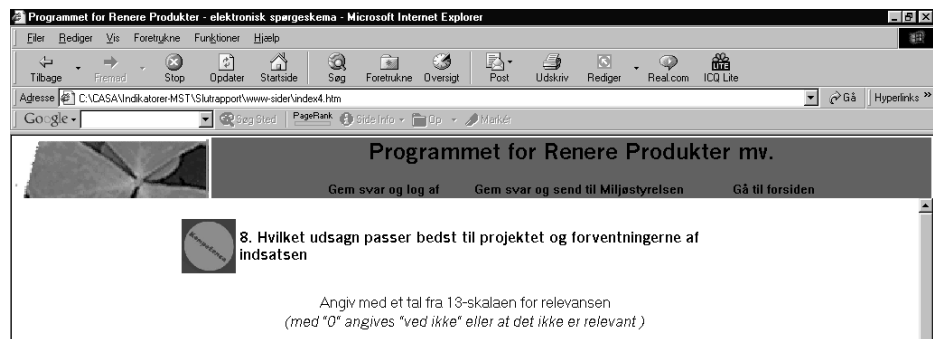 Programmet for Renere Produkter - elektronisk spørgeskema - Microsoft Internet Explorer
Filer Rediger Vis Foretrukne Funktioner Hjælp
Tilbage Fremad Stop Opdater Startside Søg Foretrukne Oversigt Post Udskriv Rediger Real.com ICQ Lite
Adresse C:\CASA\Indikatorer-MST\Slutrapport\www-sider\index4.htm Gå Hyperlinks »
Google Søg Sted PageRank Side Info Op Markér
Programmet for Renere Produkter mv.
Gem svar og log af Gem svar og send til Miljøstyrelsen Gå til forsiden
Kompetence
8. Hvilket udsagn passer bedst til projektet og forventningerne af
indsatsen
Angiv med et tal fra 13-skalaen for relevansen
(med "0" angives "ved ikke" eller at det ikke er relevant )